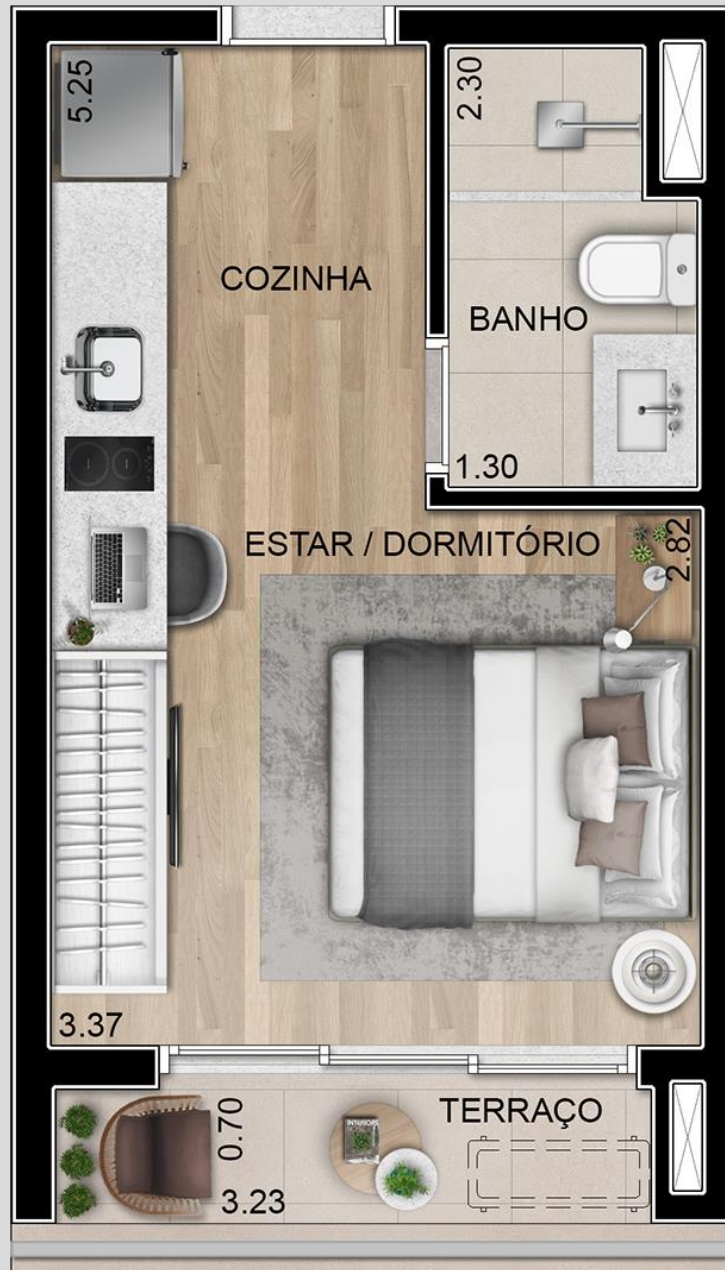 5.25
2.30
COZINHA
BANHO
1.30
ESTAR / DORMITÓRIO
2.82
3.37
TERRAÇO
0.70
3.23
INTERIORS